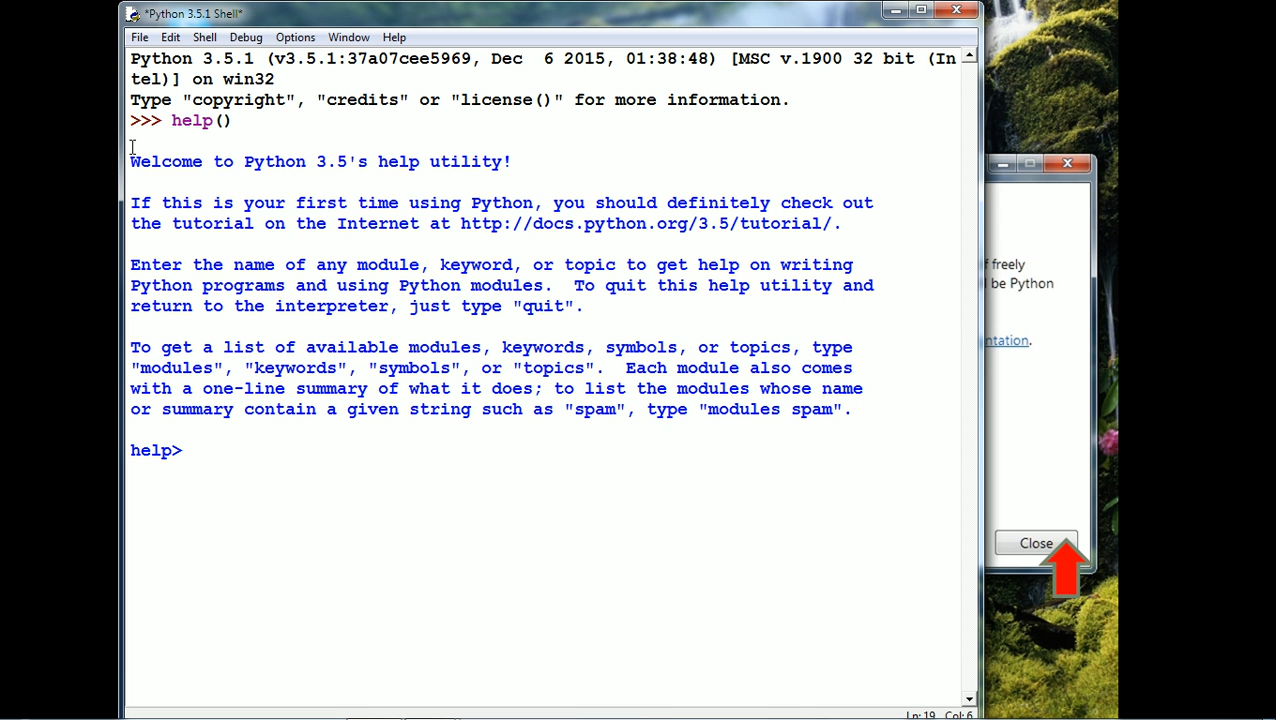 *Python 3.5.1 Shell*
File Edit Shell Debug Options Window Help
Python 3.5.1 (v3.5.1:37a07cee5969, Dec  6 2015, 01:38:48) [MSC v.1900 32 bit (In
tel)] on win32
Type "copyright", "credits" or "license()" for more information.
>>> help()
Welcome to Python 3.5's help utility!
If this is your first time using Python, you should definitely check out
the tutorial on the Internet at http://docs.python.org/3.5/tutorial/.
Enter the name of any module, keyword, or topic to get help on writing
Python programs and using Python modules.  To quit this help utility and
return to the interpreter, just type "quit".
To get a list of available modules, keywords, symbols, or topics, type
"modules", "keywords", "symbols", or "topics".  Each module also comes
with a one-line summary of what it does; to list the modules whose name
or summary contain a given string such as "spam", type "modules spam".
help>
f freely
be Python
ntation.
Close
Ln: 19 Col: 6